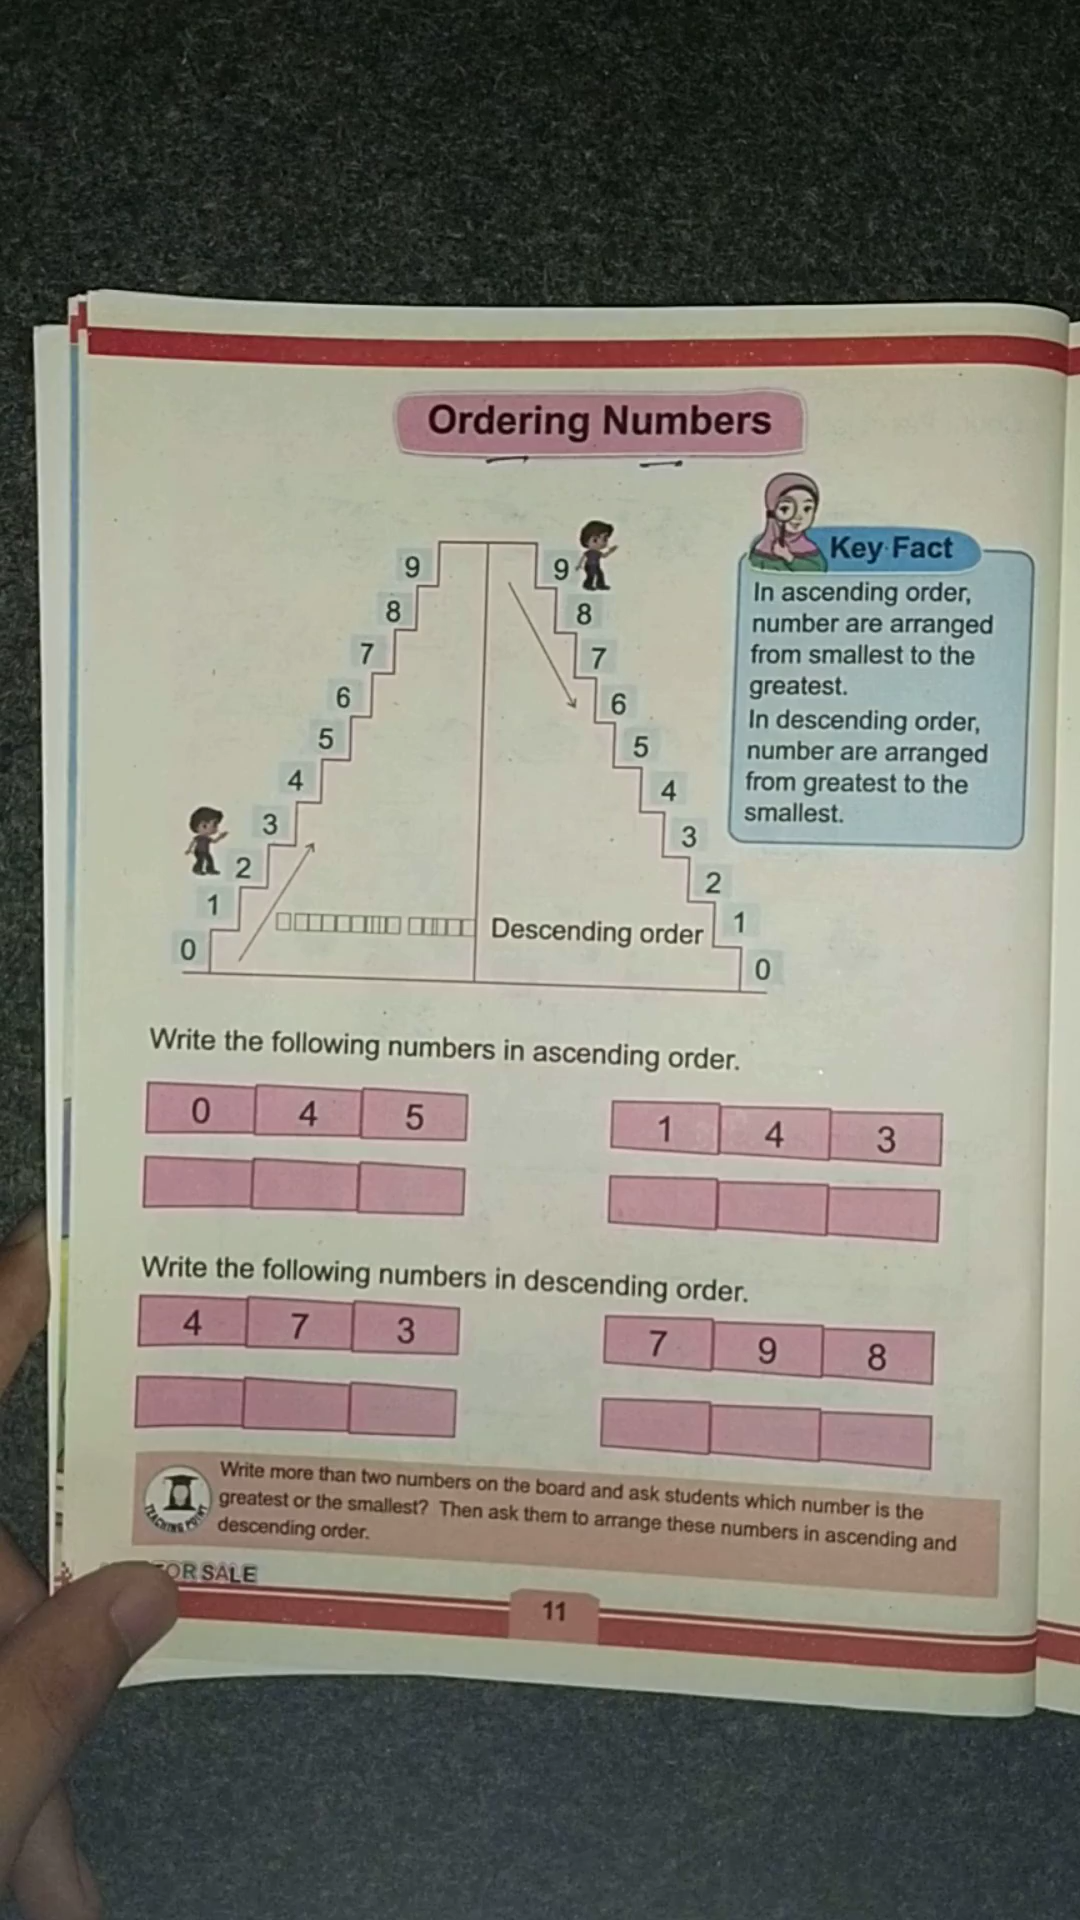 Ordering Numbers
Key Fact
In ascending order,
number are arranged
from smallest to the
greatest.
In descending order,
number are arranged
from greatest to the
smallest.
9
8
7
6
5
4
3
2
1
0
9
8
7
6
5
4
3
2
1
0
Descending order
Write the following numbers in ascending order.
0 4 5
1 4 3
Write the following numbers in descending order.
4 7 3
7 9 8
TEACHING POINT
Write more than two numbers on the board and ask students which number is the
greatest or the smallest? Then ask them to arrange these numbers in ascending and
descending order.
FOR SALE
11